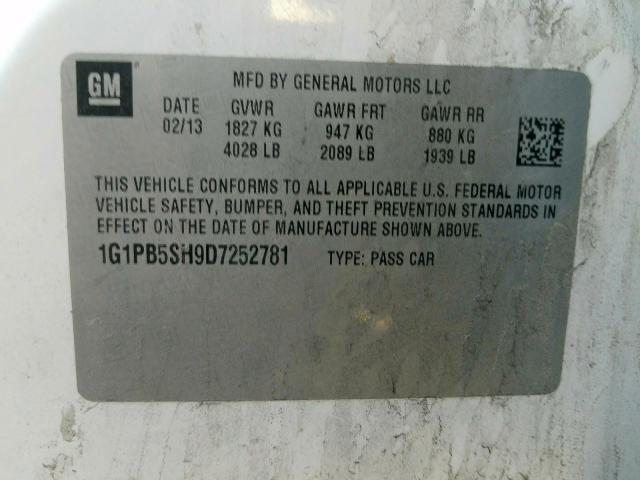 GM
MFD BY GENERAL MOTORS LLC
DATE GVWR GAWR FRT GAWR RR
02/13 1827 KG 947 KG 880 KG
4028 LB 2089 LB 1939 LB
THIS VEHICLE CONFORMS TO ALL APPLICABLE U.S. FEDERAL MOTOR
VEHICLE SAFETY, BUMPER, AND THEFT PREVENTION STANDARDS IN
EFFECT ON THE DATE OF MANUFACTURE SHOWN ABOVE.
1G1PB5SH9D7252781 TYPE: PASS CAR